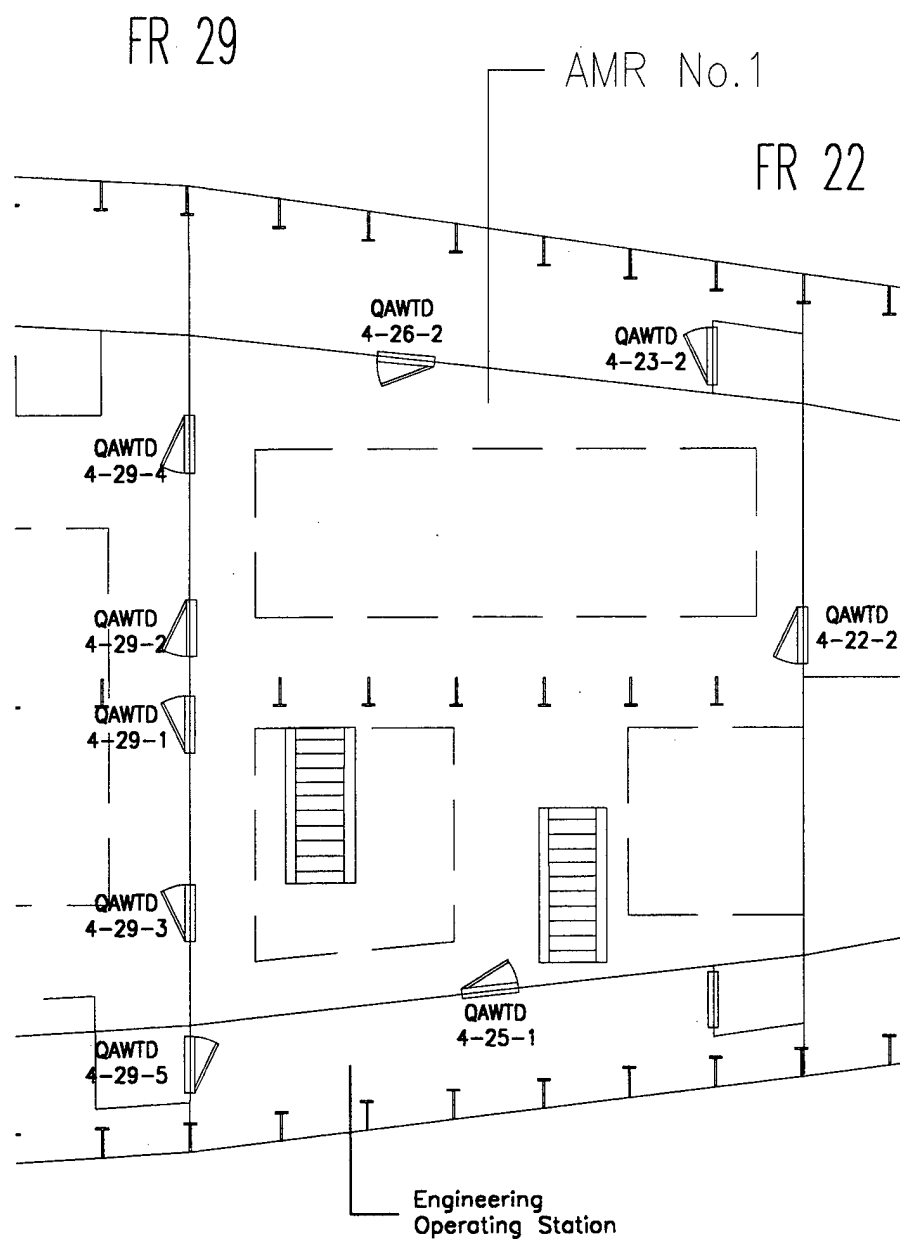 FR 29
AMR No.1
FR 22
QAWTD
4-26-2
QAWTD
4-23-2
QAWTD
4-29-4
QAWTD
4-29-2
QAWTD
4-22-2
QAWTD
4-29-1
QAWTD
4-29-3
QAWTD
4-25-1
QAWTD
4-29-5
Engineering
Operating Station